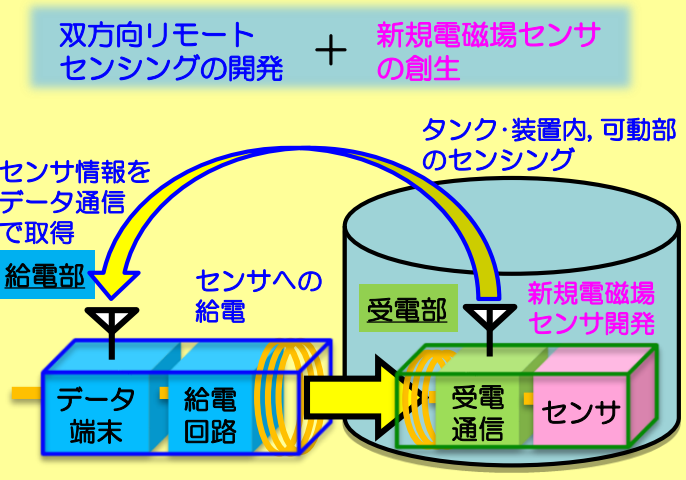 双方向リモート
センシングの開発
+
新規電磁場センサ
の創生
タンク・装置内, 可動部
のセンシング
センサ情報を
データ通信
で取得
給電部
センサへの
給電
受電部
新規電磁場
センサ開発
データ
端末
給電
回路
受電
通信
センサ